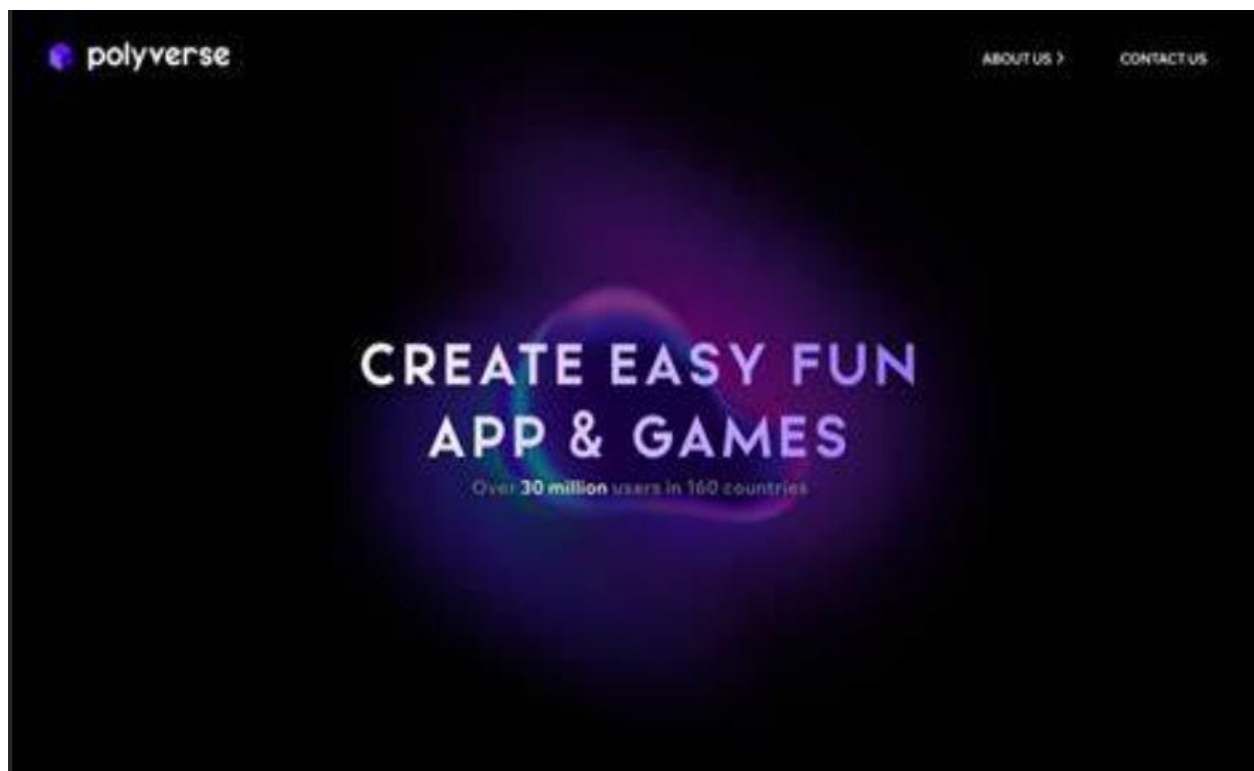 polyverse
ABOUT US >
CONTACT US
CREATE EASY FUN
APP & GAMES
Over 30 million users in 160 countries